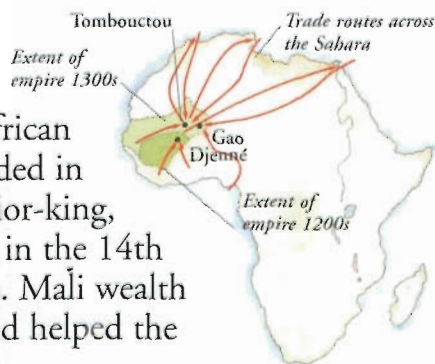 Tombouctou
Trade routes across
the Sahara
Extent of
empire 1300s
Gao
Djenné
Extent of
empire 1200s
frican
ded in
ior-king,
in the 14th
. Mali wealth
d helped the